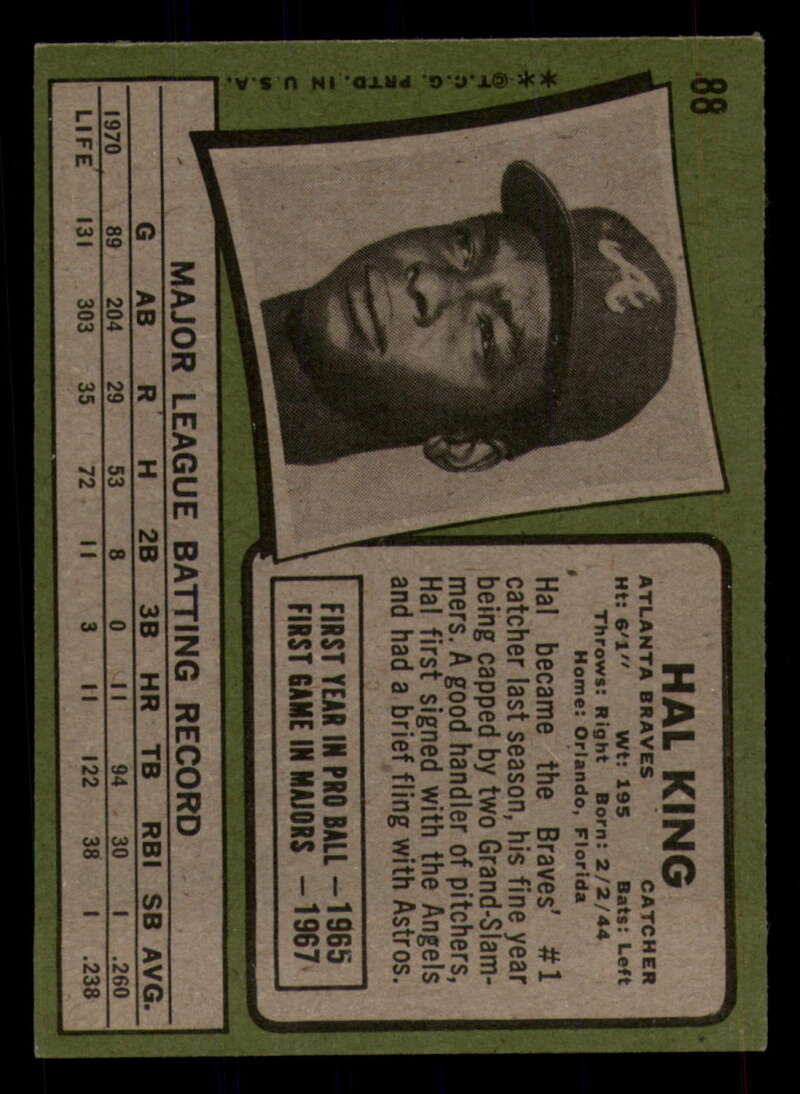 88
** ©T.C.G. PRTD. IN U.S.A.
A
HAL KING
ATLANTA BRAVES CATCHER
Ht: 6'1" Wt: 195 Bats: Left
Throws: Right Born: 2/2/44
Home: Orlando, Florida
Hal became the Braves' #1
catcher last season, his fine year
being capped by two Grand-Slam-
mers. A good handler of pitchers,
Hal first signed with the Angels
and had a brief fling with Astros.
FIRST YEAR IN PRO BALL — 1965
FIRST GAME IN MAJORS — 1967
MAJOR LEAGUE BATTING RECORD
G AB R H 2B 3B HR TB RBI SB AVG.
1970 89 204 29 53 8 0 11 94 30 1 .260
LIFE 131 303 35 72 11 3 11 122 38 1 .238